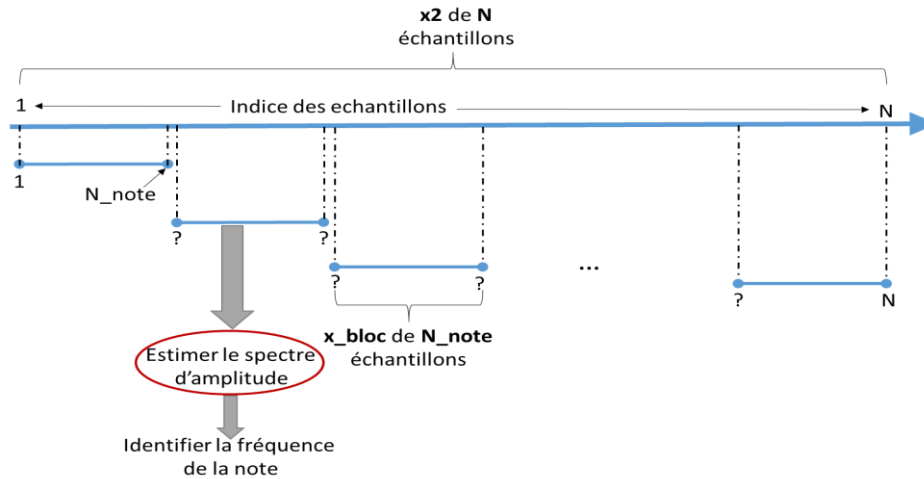 x2 de N
échantillons
1 Indice des echantillons N
1
N_note
? ?
? ?
...
? N
x_bloc de N_note
échantillons
Estimer le spectre
d'amplitude
Identifier la fréquence
de la note